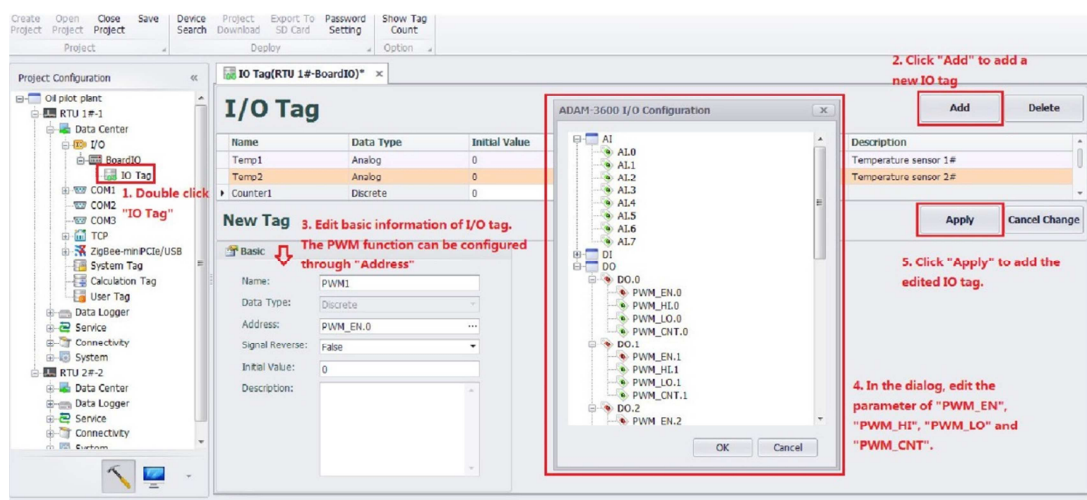 Create Project
Open Project
Close Project
Save
Device Search
Project Download
Export To SD Card
Password Setting
Show Tag Count
Project
Deploy
Option
2. Click "Add" to add a
new IO tag
Project Configuration
IO Tag(RTU 1#-BoardIO)*
I/O Tag
Add
Delete
Name Data Type Initial Value Description
Temp1 Analog 0 Temperature sensor 1#
Temp2 Analog 0 Temperature sensor 2#
Counter1 Discrete 0
Oil pilot plant
RTU 1#-1
Data Center
I/O
BoardIO
IO Tag
COM1
COM2
COM3
TCP
ZigBee-miniPCIe/USB
System Tag
Calculation Tag
User Tag
Data Logger
Service
Connectivity
System
RTU 2#-2
Data Center
Data Logger
Service
Connectivity
System
1. Double click
"IO Tag"
New Tag
3. Edit basic information of I/O tag.
The PWM function can be configured
through "Address"
Apply
Cancel Change
Basic
Name: PWM1
Data Type: Discrete
Address: PWM_EN.0 ...
Signal Reverse: False
Initial Value: 0
Description:
5. Click "Apply" to add the
edited IO tag.
ADAM-3600 I/O Configuration
AI
AI.0
AI.1
AI.2
AI.3
AI.4
AI.5
AI.6
AI.7
DI
DO
DO.0
PWM_EN.0
PWM_HI.0
PWM_LO.0
PWM_CNT.0
DO.1
PWM_EN.1
PWM_HI.1
PWM_LO.1
PWM_CNT.1
DO.2
PWM_EN.2
OK
Cancel
4. In the dialog, edit the
parameter of "PWM_EN",
"PWM_HI", "PWM_LO" and
"PWM_CNT".